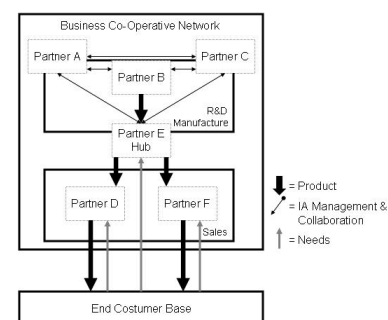 Business Co-Operative Network
Partner A
Partner C
Partner B
R&D
Manufacture
Partner E
Hub
Partner D
Partner F
Sales
= Product
= IA Management &
Collaboration
= Needs
End Costumer Base